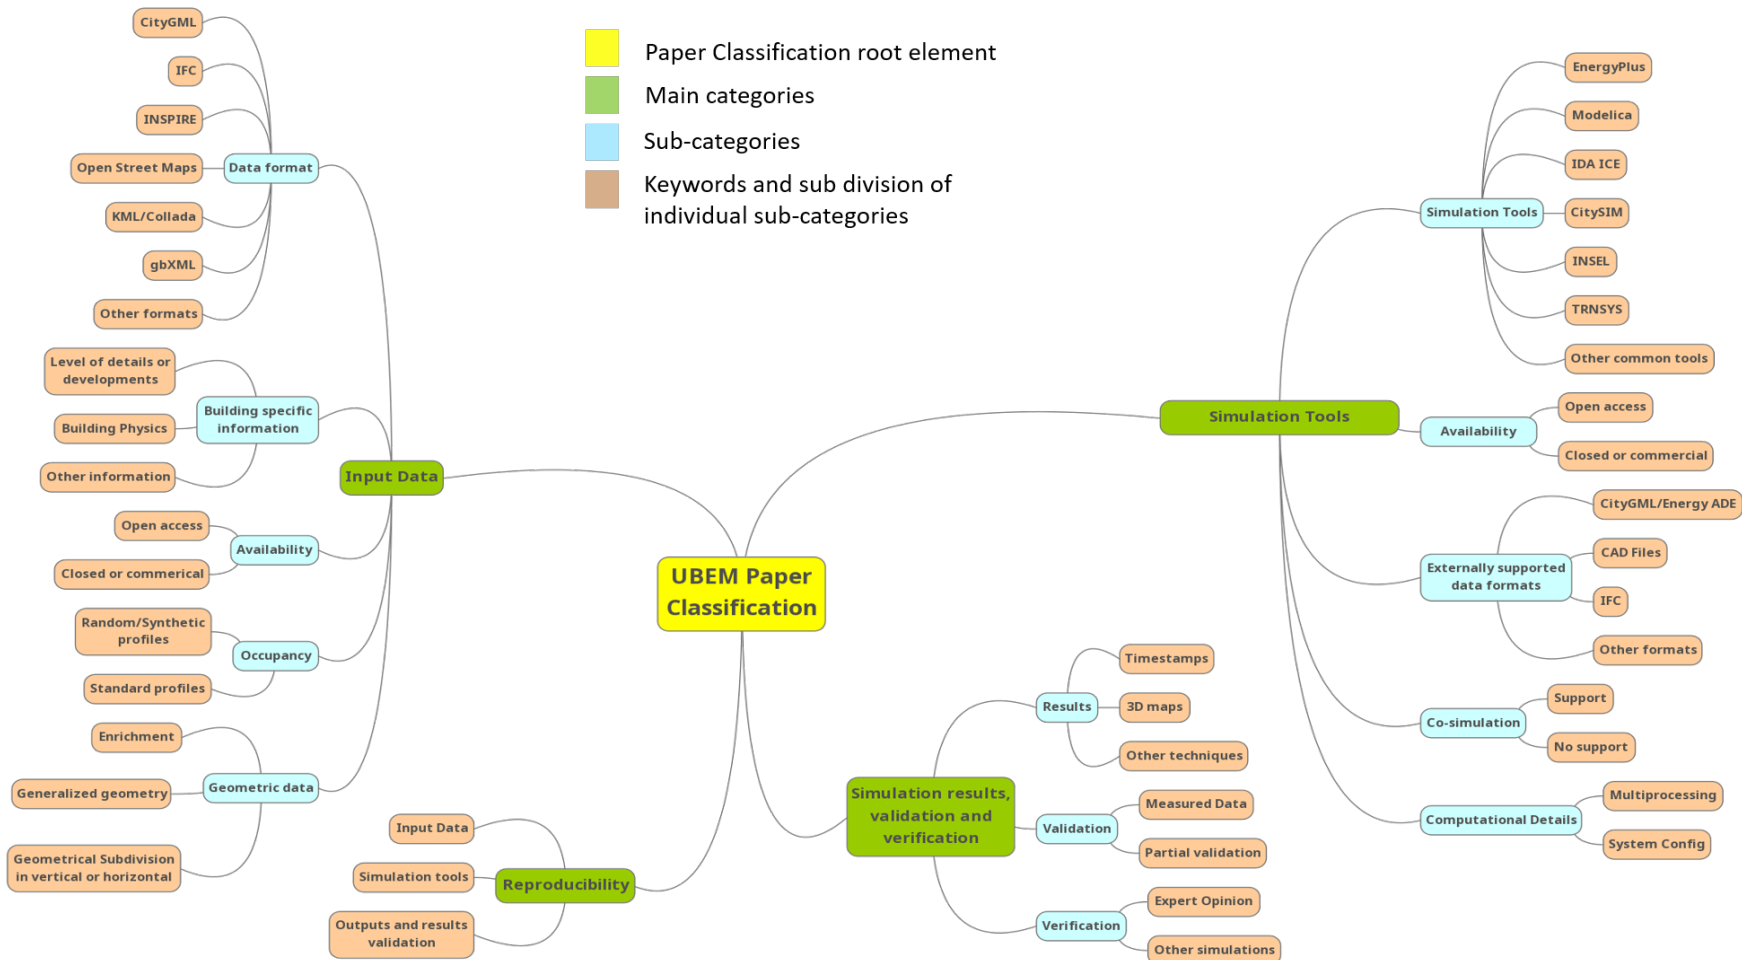 Paper Classification root element
Main categories
Sub-categories
Keywords and sub division of
individual sub-categories
UBEM Paper
Classification
Input Data
Data format
CityGML
IFC
INSPIRE
Open Street Maps
KML/Collada
gbXML
Other formats
Building specific
information
Level of details or
developments
Building Physics
Other information
Availability
Open access
Closed or commerical
Occupancy
Random/Synthetic
profiles
Standard profiles
Geometric data
Enrichment
Generalized geometry
Geometrical Subdivision
in vertical or horizontal
Reproducibility
Input Data
Simulation tools
Outputs and results
validation
Simulation Tools
Simulation Tools
EnergyPlus
Modelica
IDA ICE
CitySIM
INSEL
TRNSYS
Other common tools
Availability
Open access
Closed or commercial
Externally supported
data formats
CityGML/Energy ADE
CAD Files
IFC
Other formats
Co-simulation
Support
No support
Computational Details
Multiprocessing
System Config
Simulation results,
validation and
verification
Results
Timestamps
3D maps
Other techniques
Validation
Measured Data
Partial validation
Verification
Expert Opinion
Other simulations